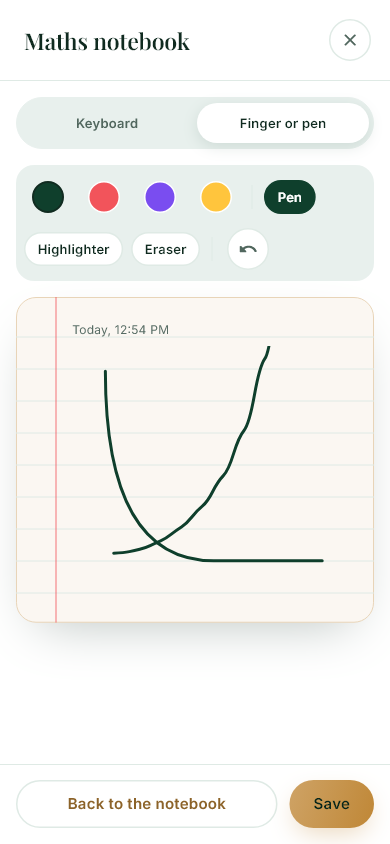 Maths notebook
Keyboard
Finger or pen
Pen
Highlighter
Eraser
Today, 12:54 PM
Back to the notebook
Save